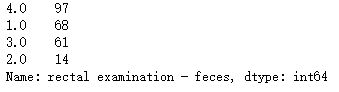 4.0    97
1.0    68
3.0    61
2.0    14
Name: rectal examination - feces, dtype: int64